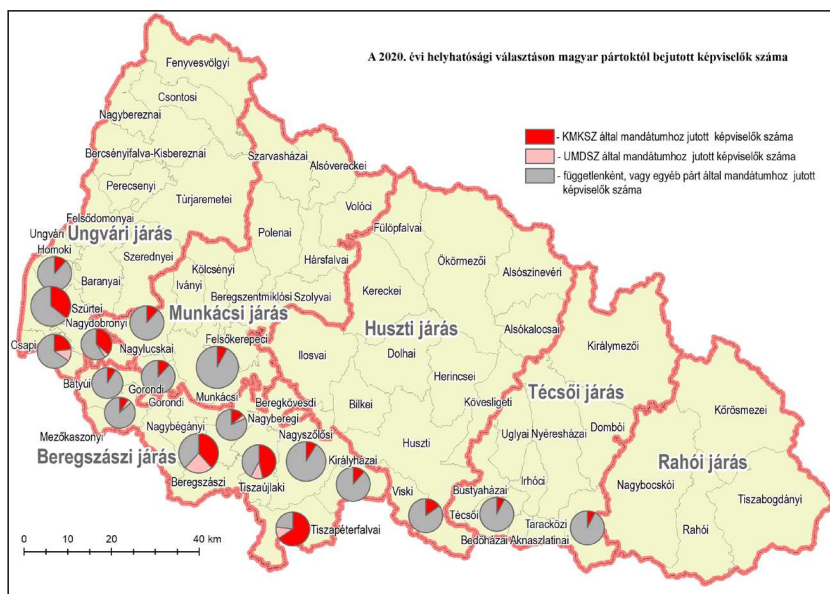 A 2020. évi helyhatósági választáson magyar pártoktól bejutott képviselők száma
- KMKSZ által mandátumhoz jutott képviselők száma
- UMDSZ által mandátumhoz jutott képviselők száma
- függetlenként, vagy egyéb párt által mandátumhoz jutott
képviselők száma
Fenyvesvölgyi
Csontosi
Nagybereznai
Bercsényifalva-Kisbereznai
Szarvasházai
Alsóvereckei
Perecsenyi
Túrjaremetei
Volóci
Felsődomonyai
Fülöpfalvai
Ungvári
Ungvári járás
Polenai
Ökörmezői
Homoki
Szerednyei
Kölcsényi
Hársfalvai
Alsószinevéri
Baranyai
Iványi
Kereckei
Beregszentmiklósi
Szolyvai
Szürtei
Munkácsi járás
Alsókalocsai
Nagydobronyi
Huszti járás
Csapi
Felsőkerepeci
Királymezői
Nagylucskai
Ilosvai
Dolhai
Herincsei
Técsői járás
Bátyúi
Gorondi
Gorondi
Munkácsi
Beregkövesdi
Bilkei
Kövesligeti
Kőrösmezei
Nagyberegi
Dombói
Mezőkaszonyi
Nagybégányi
Nagyszőlősi
Uglyai
Nyéresházai
Huszti
Beregszászi járás
Királyházai
Rahói járás
Beregszászi
Tiszaújlaki
Viski
Bustyaházai
Irhóci
Nagybocskói
Tiszabogdányi
Técsői
Taracközi
Tiszapéterfalvai
Bedőházai
Aknaszlatinai
Rahói
0 10 20 40 km